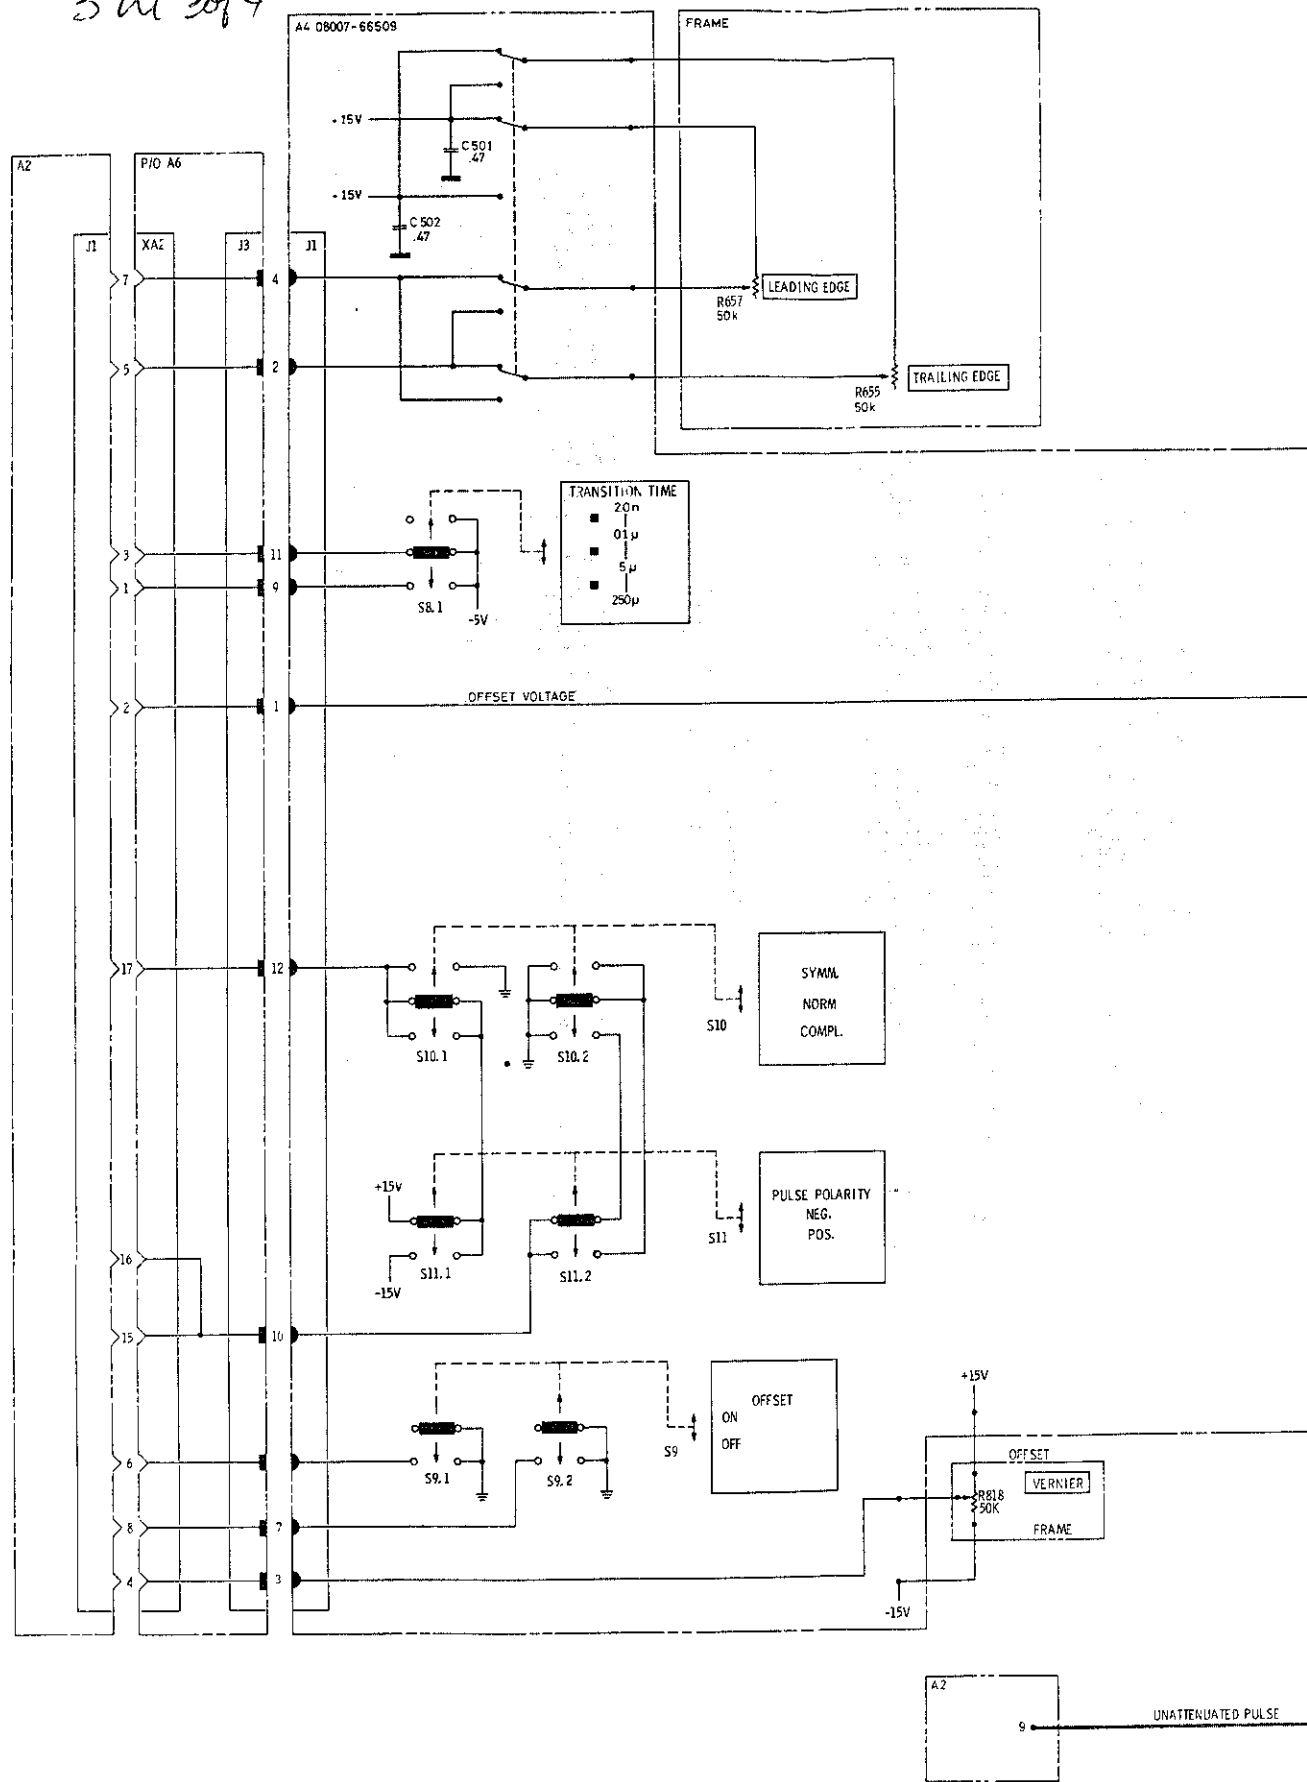 3 of 4
A4 08007-66509
FRAME
+15V
C501
.47
-15V
C502
.47
A2
P/O A6
J1
XA2
J3
J1
7
4
LEADING EDGE
R657
50k
5
2
TRAILING EDGE
R655
50k
TRANSITION TIME
20n
01µ
5µ
250µ
3
11
1
9
S8.1
-5V
2
1
OFFSET VOLTAGE
17
12
S10.1
S10.2
S10
SYMM.
NORM
COMPL.
+15V
-15V
S11.1
S11.2
S11
PULSE POLARITY
NEG.
POS.
16
15
10
OFFSET
ON
OFF
S9
S9.1
S9.2
6
8
7
4
3
+15V
OFFSET
VERNIER
R818
50K
FRAME
-15V
A2
9
UNATTENUATED PULSE